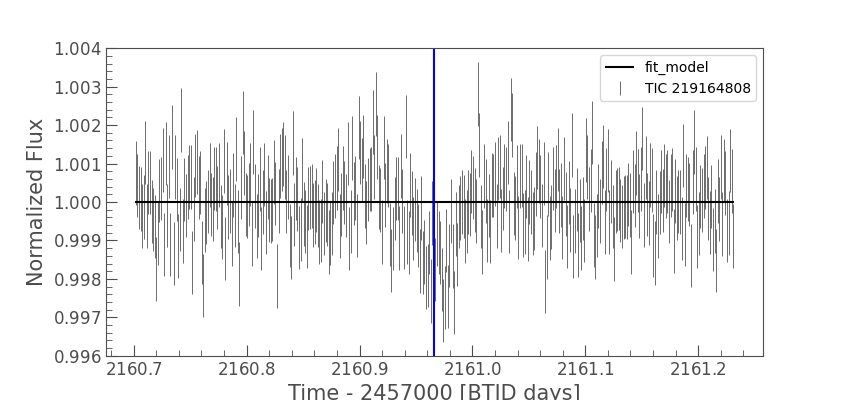 1.004
1.003
1.002
1.001
1.000
0.999
0.998
0.997
0.996
Normalized Flux
fit_model
TIC 219164808
2160.7 2160.8 2160.9 2161.0 2161.1 2161.2
Time - 2457000 [BTJD days]